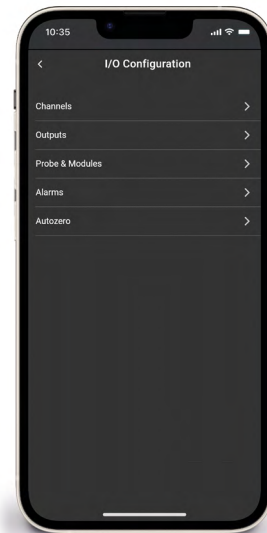 10:35
I/O Configuration
Channels
Outputs
Probe & Modules
Alarms
Autozero